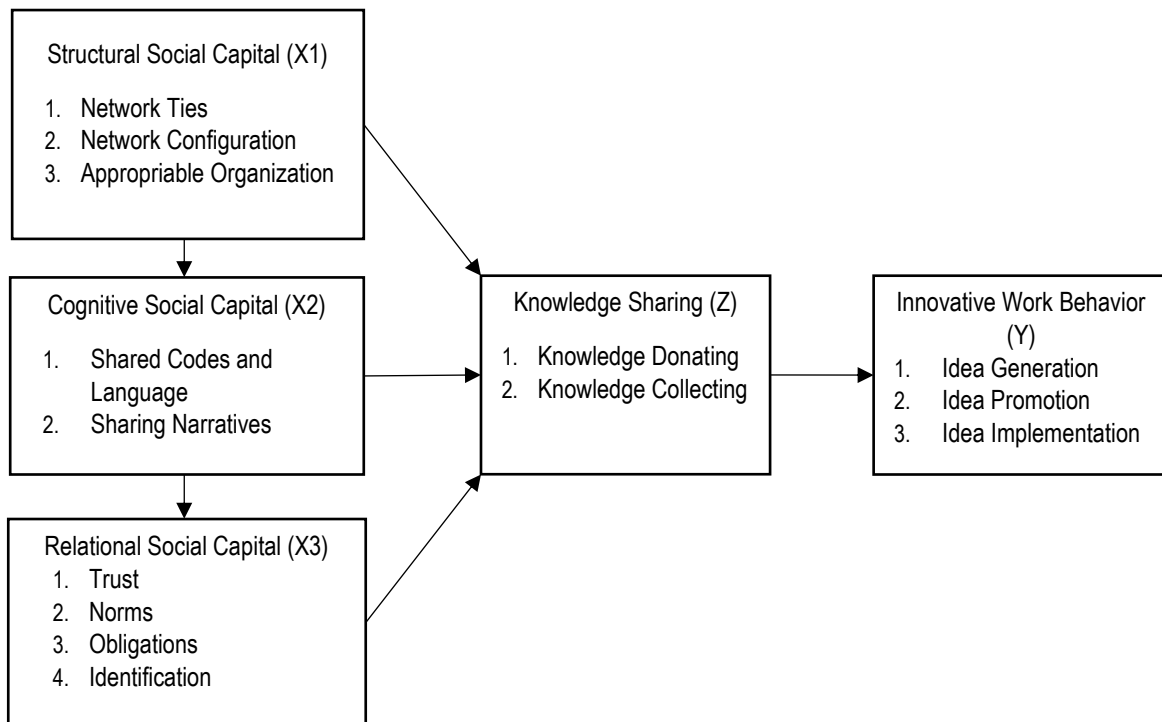 Structural Social Capital (X1)
1. Network Ties
2. Network Configuration
3. Appropriable Organization
Cognitive Social Capital (X2)
1. Shared Codes and
Language
2. Sharing Narratives
Relational Social Capital (X3)
1. Trust
2. Norms
3. Obligations
4. Identification
Knowledge Sharing (Z)
1. Knowledge Donating
2. Knowledge Collecting
Innovative Work Behavior
(Y)
1. Idea Generation
2. Idea Promotion
3. Idea Implementation